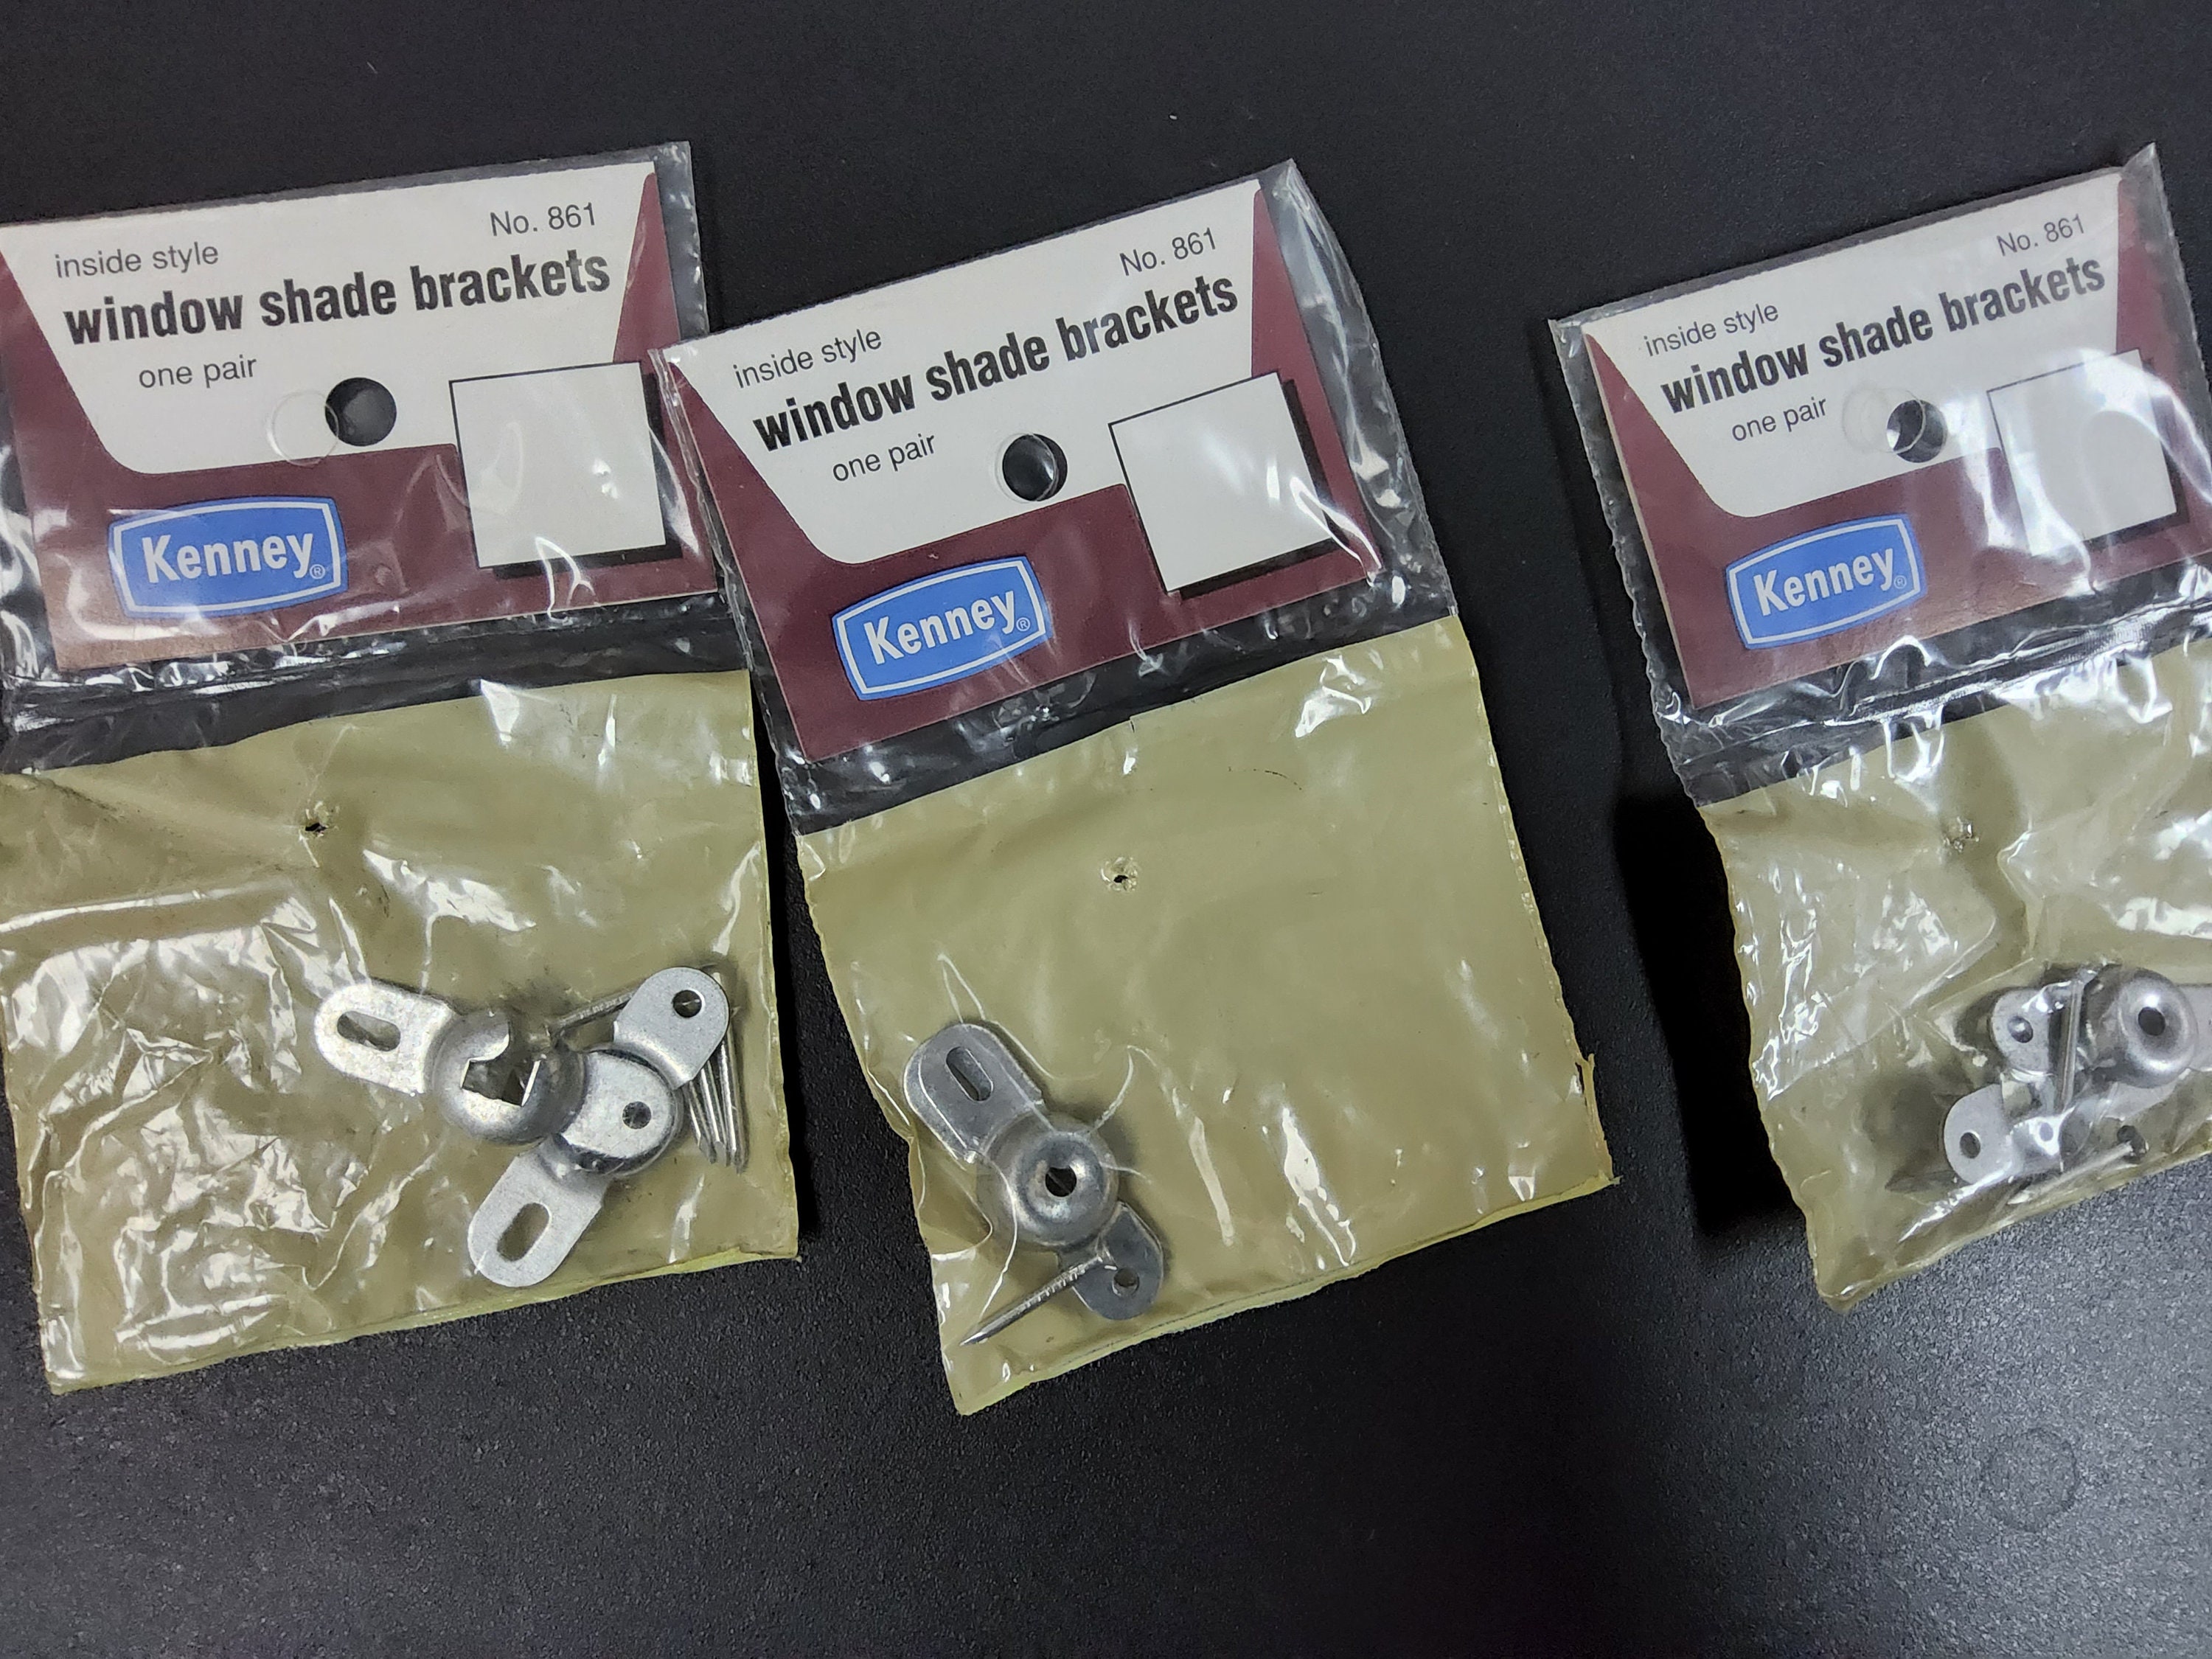 No. 861
inside style
window shade brackets
one pair
Kenney®
No. 861
inside style
window shade brackets
one pair
Kenney®
No. 861
inside style
window shade brackets
one pair
Kenney®